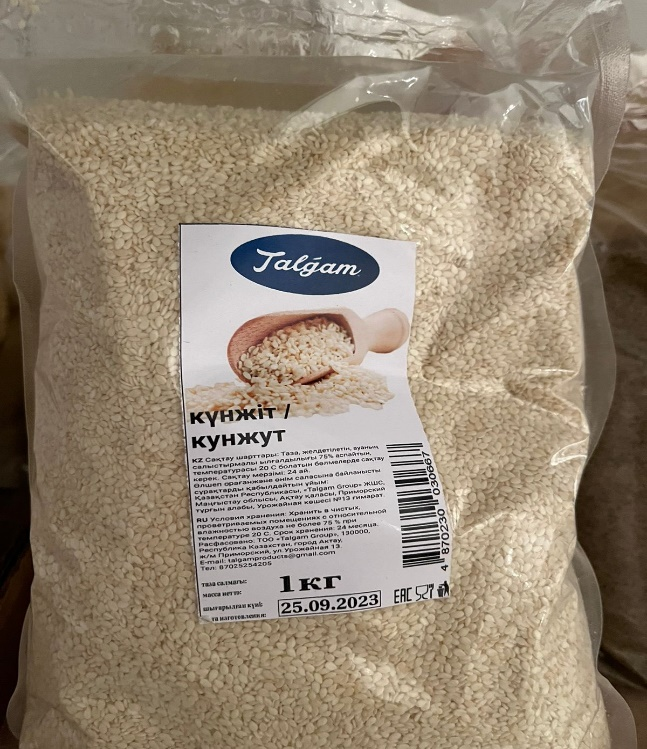 Talǵam
күнжіт /
кунжут
KZ Сақтау шарттары: Таза, желдетілетін, ауаның
салыстырмалы ылғалдылығы 75% аспайтын,
температурасы 20 С болатын бөлмелерде сақтау
керек. Сақтау мерзімі: 24 ай.
Өлшеп ораған және өнім сапасына байланысты
сұрақтарды қабылдайтын ұйым:
Қазақстан Республикасы, «Talgam Group» ЖШС,
Маңғыстау облысы, Ақтау қаласы, Приморский
тұрғын алабы, Урожайная көшесі №13 ғимарат.
RU Условия хранения: Хранить в чистых,
проветриваемых помещениях с относительной
влажностью воздуха не более 75 % при
температуре 20 С. Срок хранения: 24 месяца.
Расфасовано: ТОО «Talgam Group», 130000,
Республика Казахстан, город Актау,
ж/м Приморский, ул Урожайная 13.
E-mail: talgamproducts@gmail.com
Тел: 87025254205
таза салмағы:
масса нетто:
1кг
шығарылған күні:
та изготовления:
25.09.2023
4 870230 030667
EAC